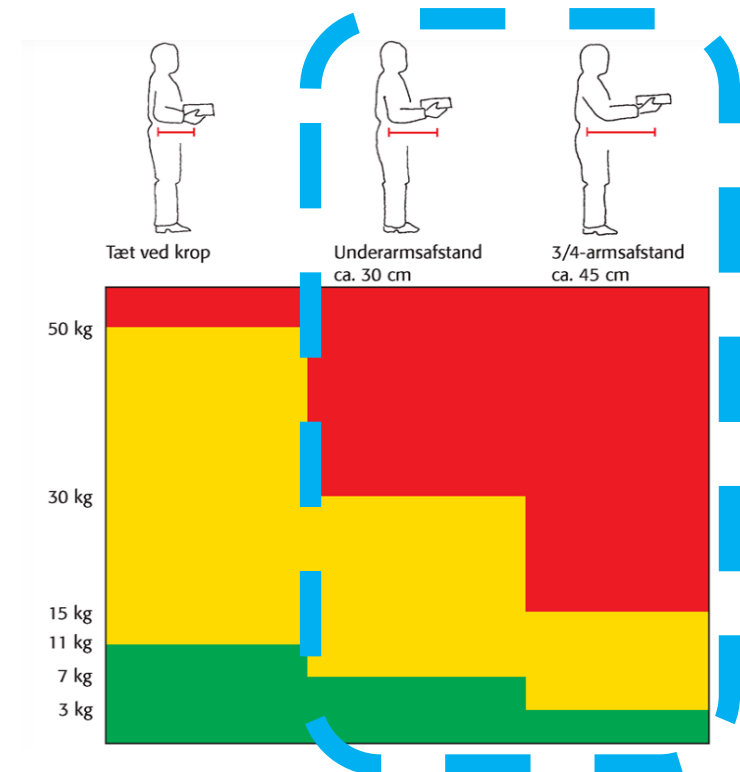 Tæt ved krop
Underarmsafstand
ca. 30 cm
3/4-armsafstand
ca. 45 cm
50 kg
30 kg
15 kg
11 kg
7 kg
3 kg